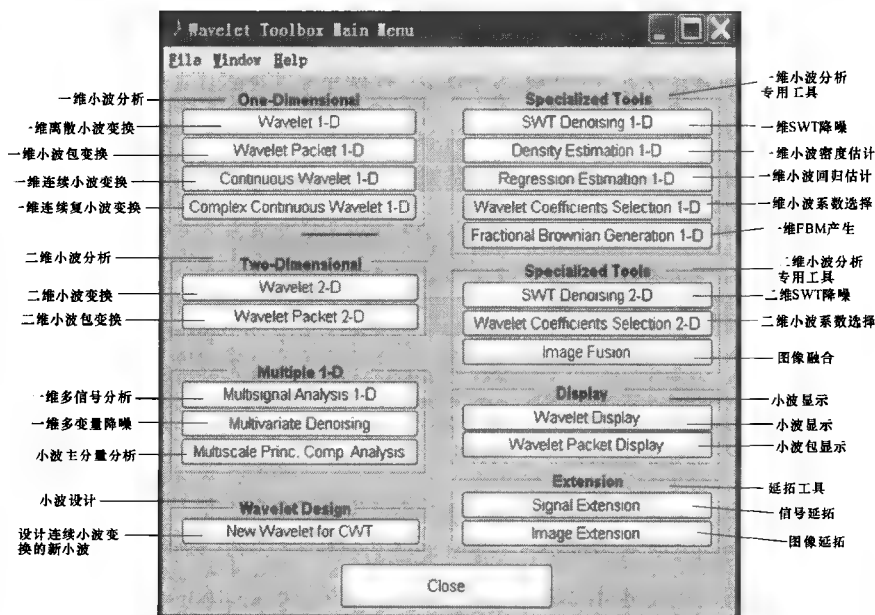 Wavelet Toolbox Main Menu
File Window Help
一维小波分析
One-Dimensional
一维离散小波变换
Wavelet 1-D
一维小波包变换
Wavelet Packet 1-D
一维连续小波变换
Continuous Wavelet 1-D
一维连续复小波变换
Complex Continuous Wavelet 1-D
二维小波分析
Two-Dimensional
二维小波变换
Wavelet 2-D
二维小波包变换
Wavelet Packet 2-D
Multiple 1-D
一维多信号分析
Multisignal Analysis 1-D
一维多变量降噪
Multivariate Denoising
小波主分量分析
Multiscale Princ. Comp. Analysis
小波设计
Wavelet Design
设计连续小波变
换的新小波
New Wavelet for CWT
Specialized Tools
一维小波分析
专用工具
SWT Denoising 1-D
一维SWT降噪
Density Estimation 1-D
一维小波密度估计
Regression Estimation 1-D
一维小波回归估计
Wavelet Coefficients Selection 1-D
一维小波系数选择
Fractional Brownian Generation 1-D
一维FBM产生
Specialized Tools
二维小波分析
专用工具
SWT Denoising 2-D
二维SWT降噪
Wavelet Coefficients Selection 2-D
二维小波系数选择
Image Fusion
图像融合
Display
小波显示
Wavelet Display
小波显示
Wavelet Packet Display
小波包显示
Extension
延拓工具
Signal Extension
信号延拓
Image Extension
图像延拓
Close